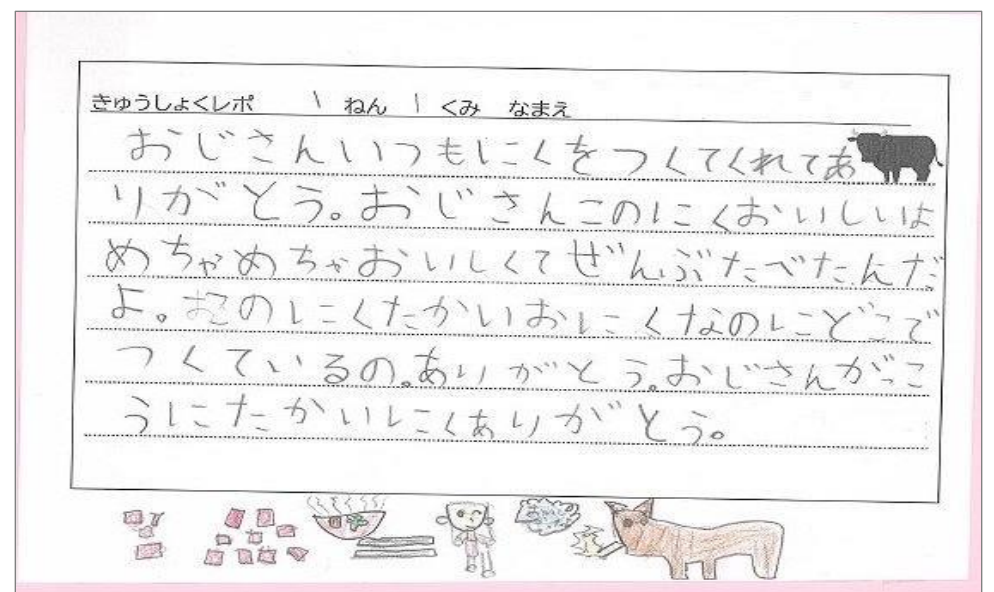 きゅうしょくレポ 1 ねん 1 くみ なまえ
おじさんいつもにくをつくてくれてあ
りがとう。おじさんこのにくおいしいよ
めちゃめちゃおいしくてぜんぶたべたんだ
よ。このにくたかいおにくなのにどこで
つくているの。ありがとう。おじさんがっこ
うにたかいにくありがとう。